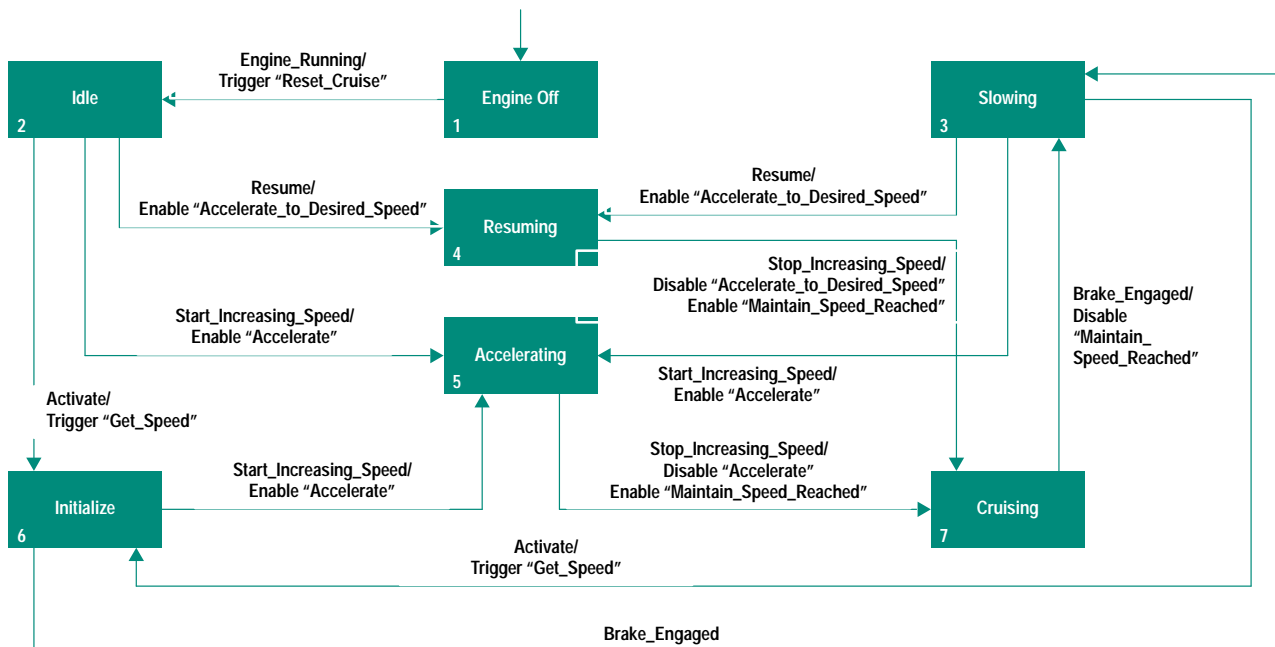 Engine_Running/
Trigger “Reset_Cruise”
Idle
2
Engine Off
1
Slowing
3
Resume/
Enable “Accelerate_to_Desired_Speed”
Resuming
4
Resume/
Enable “Accelerate_to_Desired_Speed”
Stop_Increasing_Speed/
Disable “Accelerate_to_Desired_Speed”
Enable “Maintain_Speed_Reached”
Brake_Engaged/
Disable
“Maintain_
Speed_Reached”
Start_Increasing_Speed/
Enable “Accelerate”
Accelerating
5
Start_Increasing_Speed/
Enable “Accelerate”
Activate/
Trigger “Get_Speed”
Start_Increasing_Speed/
Enable “Accelerate”
Stop_Increasing_Speed/
Disable “Accelerate”
Enable “Maintain_Speed_Reached”
Initialize
6
Cruising
7
Activate/
Trigger “Get_Speed”
Brake_Engaged